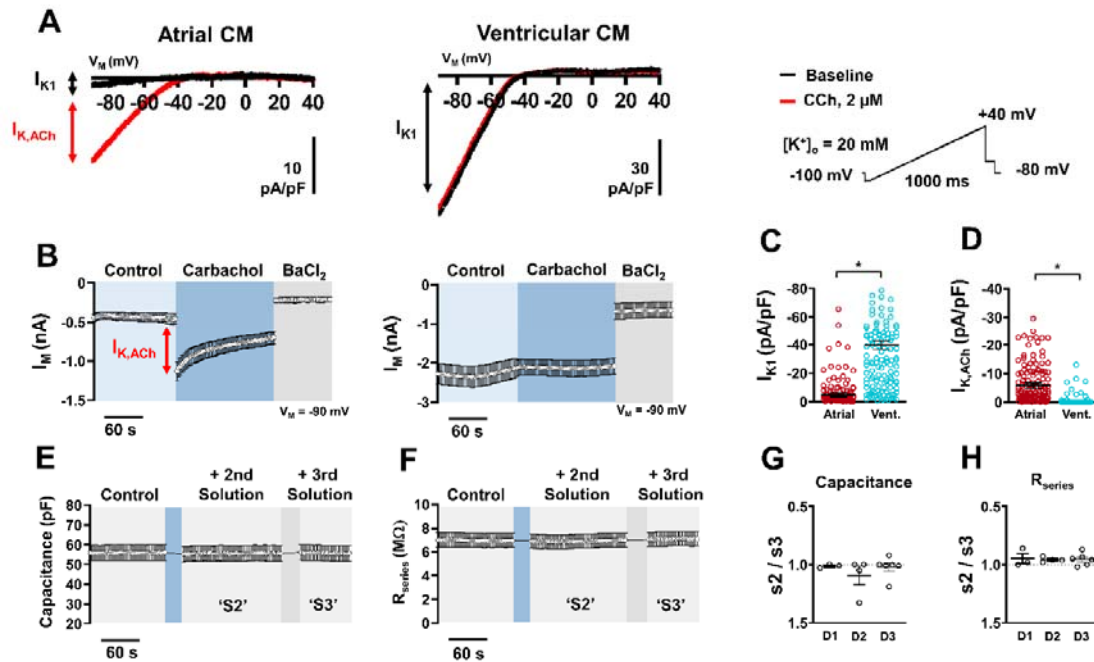 A
Atrial CM
V_M (mV)
I_K1
I_K,ACh
-80 -60 -40 -20 0 20 40
10
pA/pF
Ventricular CM
V_M (mV)
I_K1
-80 -60 -40 -20 0 20 40
30
pA/pF
Baseline
CCh, 2 µM
[K⁺]ₒ = 20 mM
+40 mV
-100 mV
1000 ms
-80 mV
B
Control Carbachol BaCl₂
I_M (nA)
0
-0.5
-1.0
-1.5
I_K,ACh
60 s
V_M = -90 mV
Control Carbachol BaCl₂
I_M (nA)
0
-1
-2
-3
60 s
V_M = -90 mV
C
*
I_K1 (pA/pF)
-80
-60
-40
-20
0
Atrial Vent.
D
*
I_K,ACh (pA/pF)
-40
-30
-20
-10
0
Atrial Vent.
E
Control
+ 2nd
Solution
+ 3rd
Solution
Capacitance (pF)
80
70
60
50
40
30
20
'S2' 'S3'
60 s
F
Control
+ 2nd
Solution
+ 3rd
Solution
R_series (MΩ)
10
8
6
4
2
0
'S2' 'S3'
60 s
G
Capacitance
s2 / s3
0.5
1.0
1.5
D1 D2 D3
H
R_series
s2 / s3
0.5
1.0
1.5
D1 D2 D3